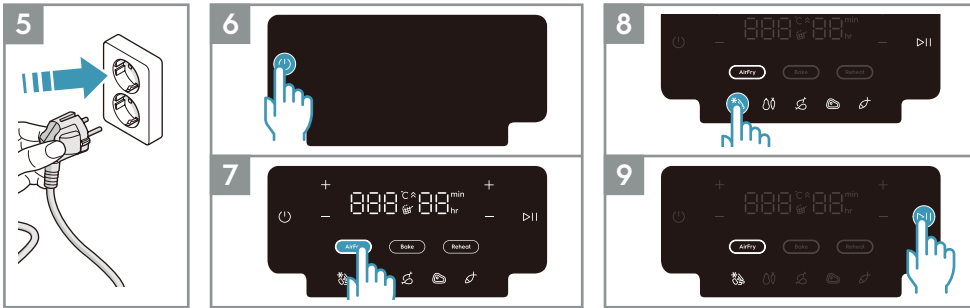 5
6
7
+ +
888 °C 88 min
hr
− −
AirFry Bake Reheat
8
888 °C 88 min
hr
− −
AirFry Bake Reheat
9
+ +
888 °C 88 min
hr
− −
AirFry Bake Reheat